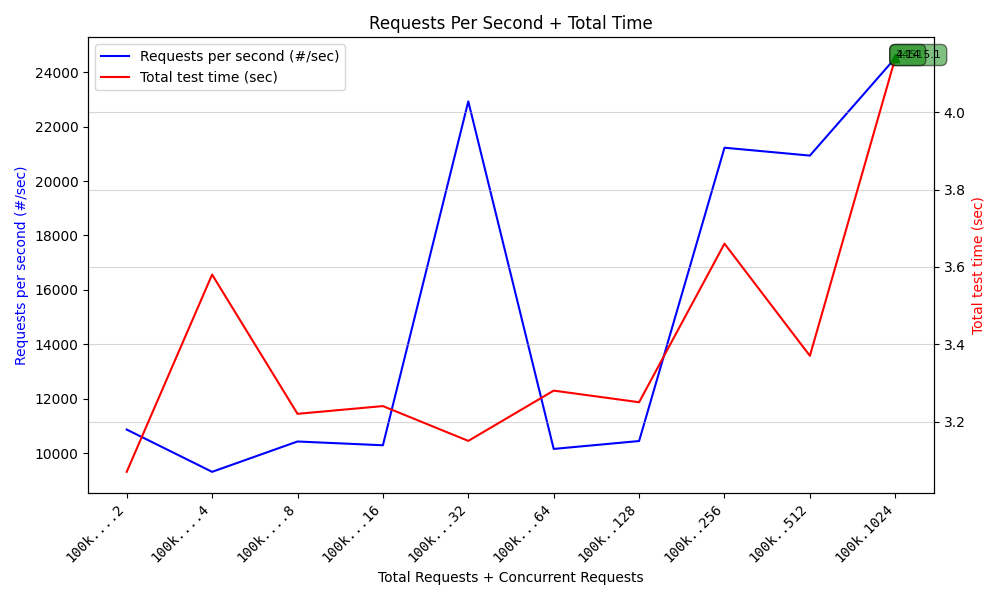 Requests Per Second + Total Time
Requests per second (#/sec)
Total test time (sec)
Requests per second (#/sec)
24000
22000
20000
18000
16000
14000
12000
10000
4.0
3.8
3.6
3.4
3.2
Total test time (sec)
100k....2
100k....4
100k....8
100k...16
100k...32
100k...64
100k..128
100k..256
100k..512
100k.1024
Total Requests + Concurrent Requests